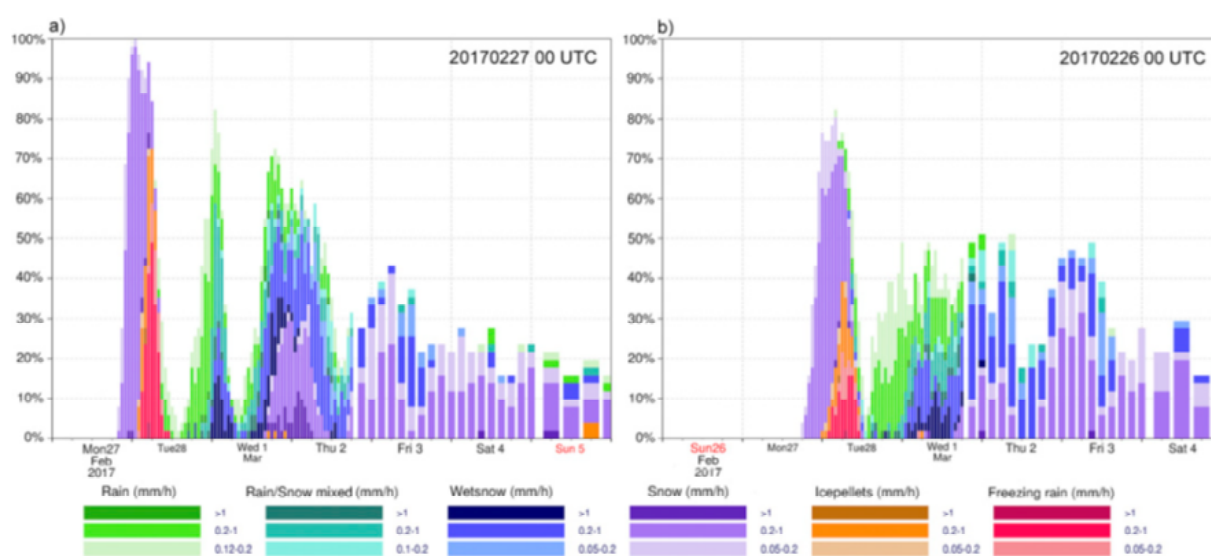 a)
20170227 00 UTC
100%
90%
80%
70%
60%
50%
40%
30%
20%
10%
0%
Mon27 Tue28 Wed 1 Thu 2 Fri 3 Sat 4 Sun 5
Feb Mar
2017
b)
20170226 00 UTC
100%
90%
80%
70%
60%
50%
40%
30%
20%
10%
0%
Sun26 Mon27 Tue28 Wed 1 Thu 2 Fri 3 Sat 4
Feb Mar
2017
Rain (mm/h) Rain/Snow mixed (mm/h) Wetsnow (mm/h) Snow (mm/h) Icepellets (mm/h) Freezing rain (mm/h)
>1 >1 >1 >1 >1 >1
0.2-1 0.2-1 0.2-1 0.2-1 0.2-1 0.2-1
0.12-0.2 0.1-0.2 0.05-0.2 0.05-0.2 0.05-0.2 0.05-0.2